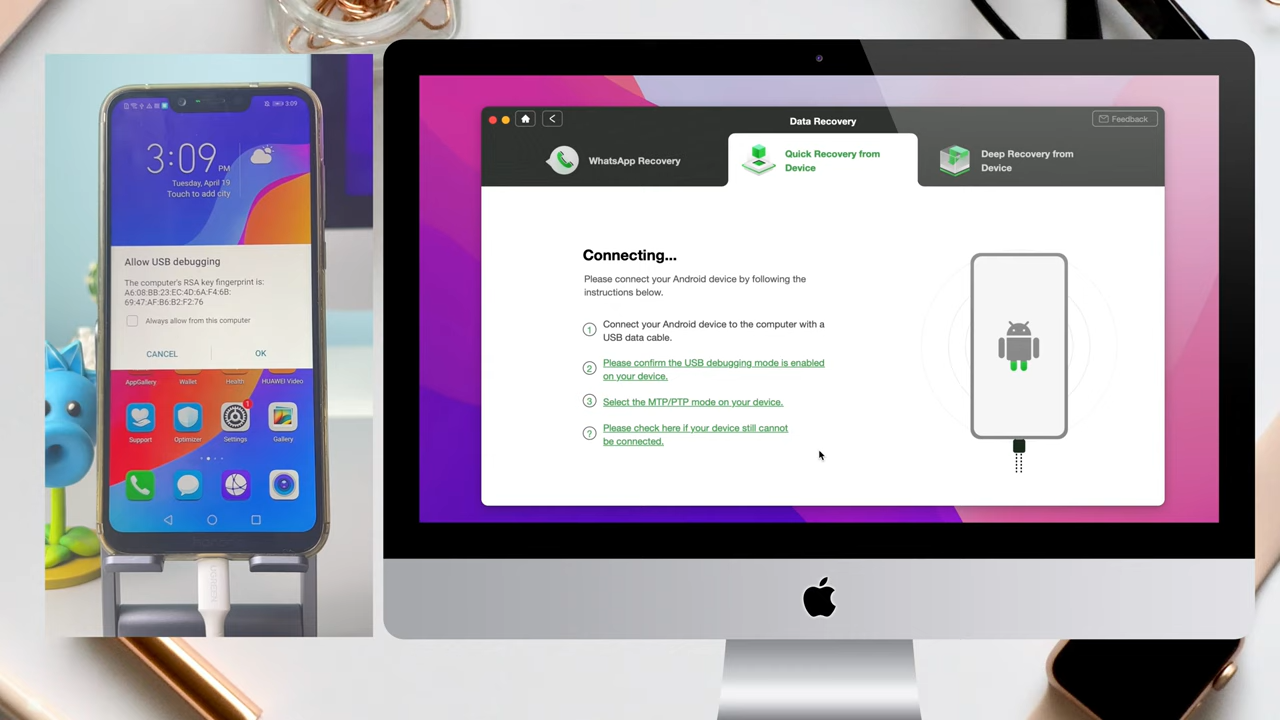 3:09
3:09 PM
Tuesday, April 19
Touch to add city
Allow USB debugging
The computer's RSA key fingerprint is:
A6:08:BB:23:EC:4D:6A:F4:6B:
69:47:AF:B6:B2:F2:76
Always allow from this computer
CANCEL
OK
AppGallery
Wallet
Health
HUAWEI Video
Support
Optimizer
1
Settings
Gallery
Data Recovery
Feedback
WhatsApp Recovery
Quick Recovery from
Device
Deep Recovery from
Device
Connecting...
Please connect your Android device by following the
instructions below.
1 Connect your Android device to the computer with a
USB data cable.
2 Please confirm the USB debugging mode is enabled
on your device.
3 Select the MTP/PTP mode on your device.
? Please check here if your device still cannot
be connected.